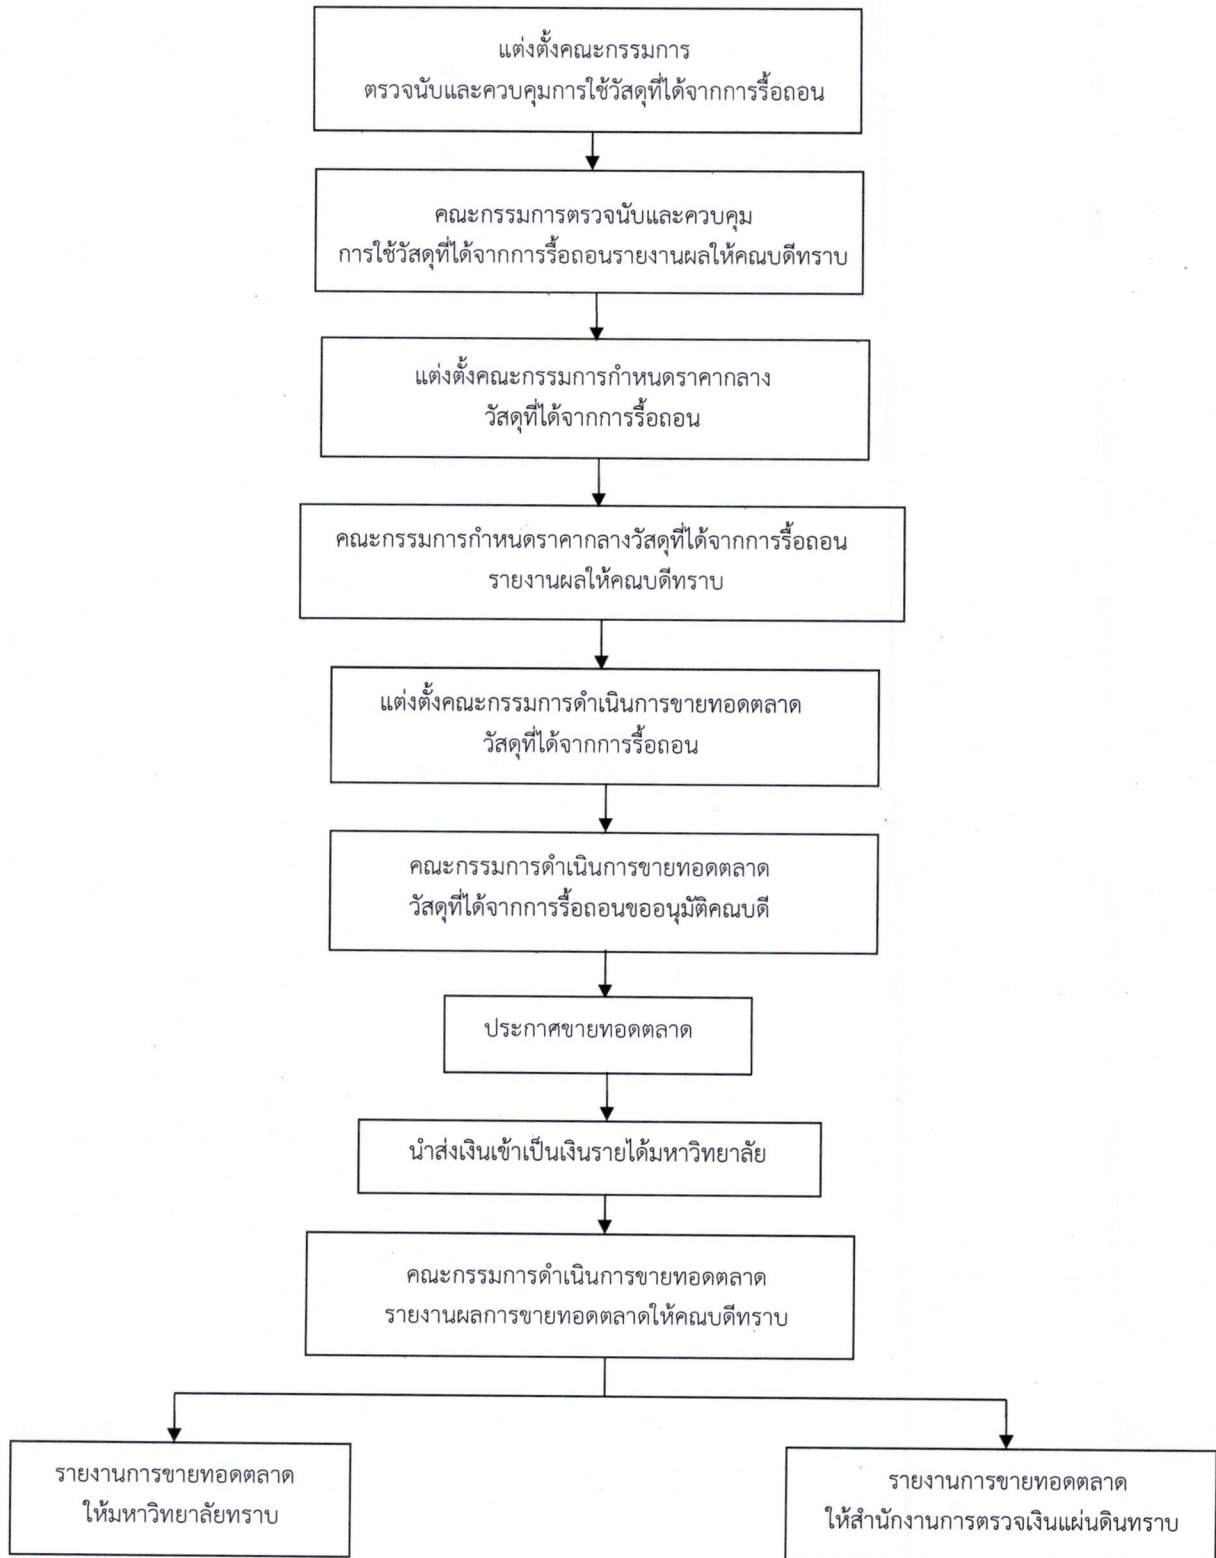 แต่งตั้งคณะกรรมการ
ตรวจนับและควบคุมการใช้วัสดุที่ได้จากการรื้อถอน
คณะกรรมการตรวจนับและควบคุม
การใช้วัสดุที่ได้จากการรื้อถอนรายงานผลให้คณบดีทราบ
แต่งตั้งคณะกรรมการกำหนดราคากลาง
วัสดุที่ได้จากการรื้อถอน
คณะกรรมการกำหนดราคากลางวัสดุที่ได้จากการรื้อถอน
รายงานผลให้คณบดีทราบ
แต่งตั้งคณะกรรมการดำเนินการขายทอดตลาด
วัสดุที่ได้จากการรื้อถอน
คณะกรรมการดำเนินการขายทอดตลาด
วัสดุที่ได้จากการรื้อถอนขออนุมัติคณบดี
ประกาศขายทอดตลาด
นำส่งเงินเข้าเป็นเงินรายได้มหาวิทยาลัย
คณะกรรมการดำเนินการขายทอดตลาด
รายงานผลการขายทอดตลาดให้คณบดีทราบ
รายงานการขายทอดตลาด
ให้มหาวิทยาลัยทราบ
รายงานการขายทอดตลาด
ให้สำนักงานการตรวจเงินแผ่นดินทราบ